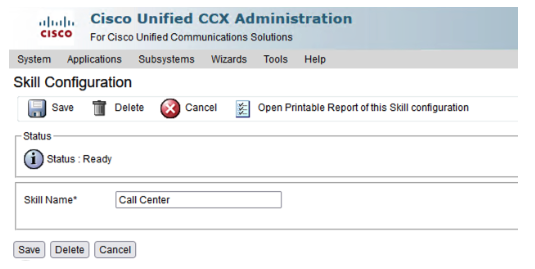 CISCO
Cisco Unified CCX Administration
For Cisco Unified Communications Solutions
System Applications Subsystems Wizards Tools Help
Skill Configuration
Save Delete Cancel Open Printable Report of this Skill configuration
Status
Status : Ready
Skill Name* Call Center
Save Delete Cancel